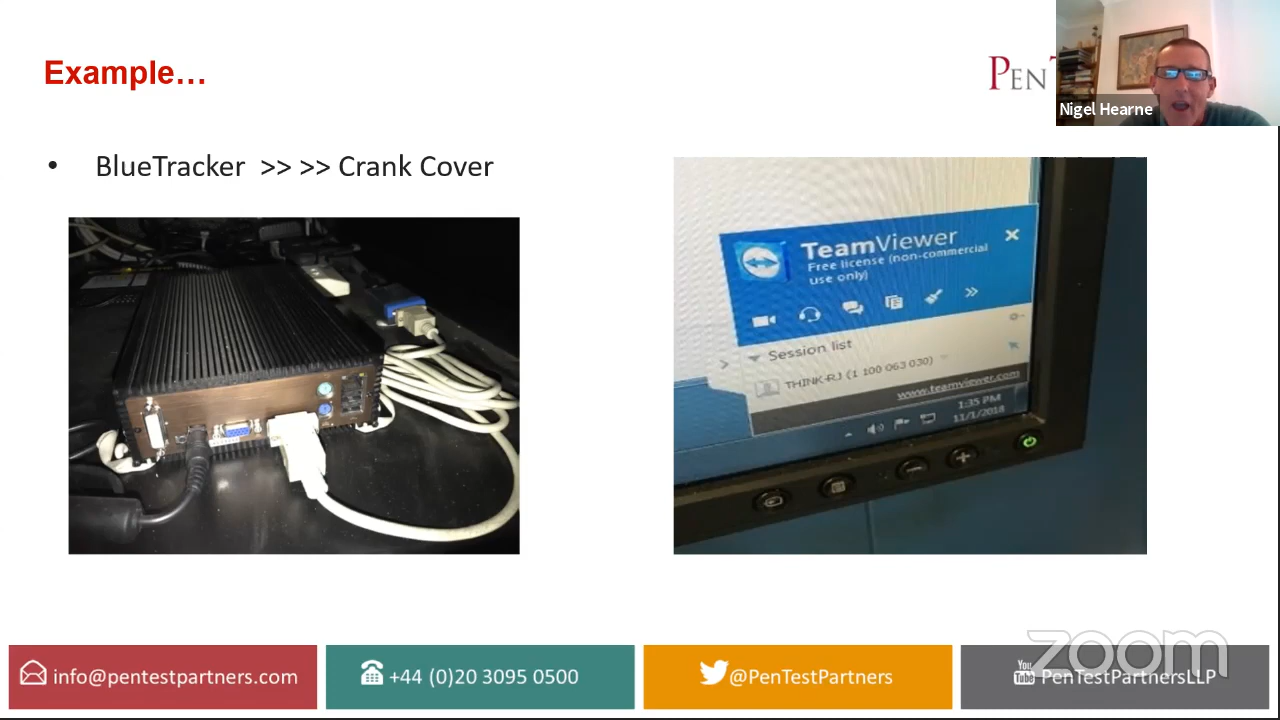 Example…
PEN
Nigel Hearne
• BlueTracker >> >> Crank Cover
TeamViewer
Free license (non-commercial
use only)
Session list
THINK-RJ (1 100 063 030)
www.teamviewer.com
1:35 PM
11/1/2018
zoom
info@pentestpartners.com
+44 (0)20 3095 0500
@PenTestPartners
You
Tube
PenTestPartnersLLP